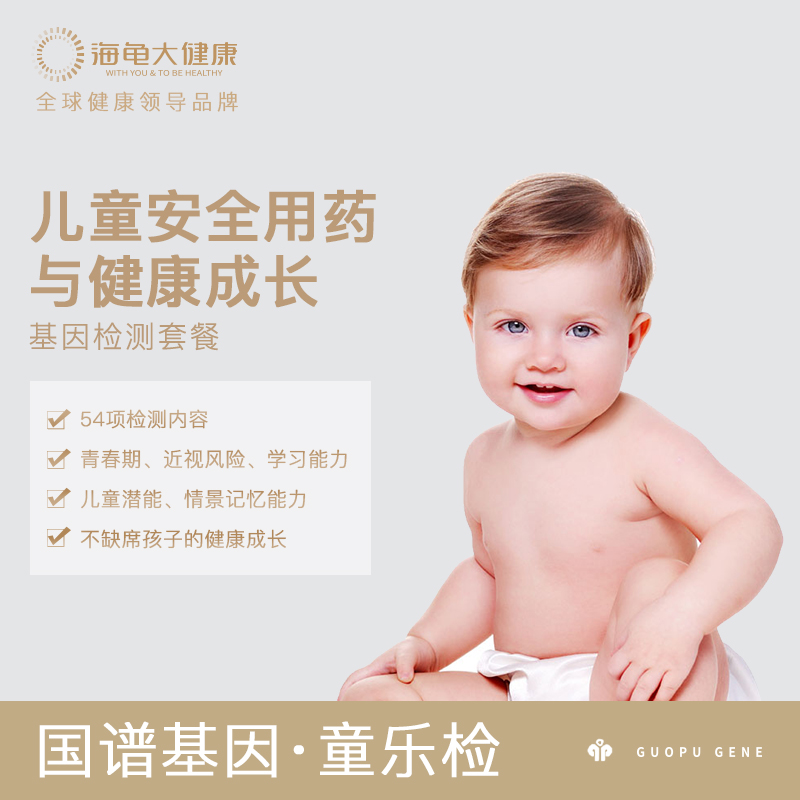 海龟大健康
WITH YOU & TO BE HEALTHY
全球健康领导品牌
儿童安全用药
与健康成长
基因检测套餐
54项检测内容
青春期、近视风险、学习能力
儿童潜能、情景记忆能力
不缺席孩子的健康成长
国谱基因·童乐检
GUOPU GENE